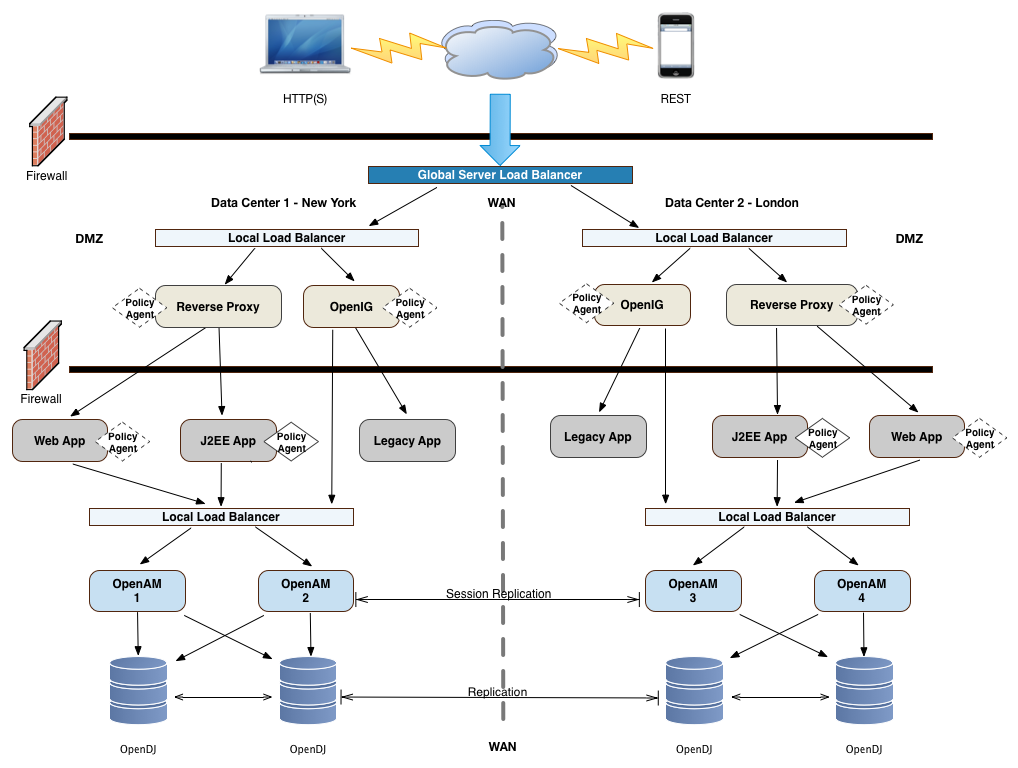 HTTP(S)
REST
Firewall
Global Server Load Balancer
Data Center 1 - New York
WAN
Data Center 2 - London
DMZ
Local Load Balancer
Local Load Balancer
DMZ
Policy
Agent
Reverse Proxy
OpenIG
Policy
Agent
Policy
Agent
OpenIG
Reverse Proxy
Policy
Agent
Firewall
Web App
Policy
Agent
J2EE App
Policy
Agent
Legacy App
Legacy App
J2EE App
Policy
Agent
Web App
Policy
Agent
Local Load Balancer
Local Load Balancer
OpenAM
1
OpenAM
2
Session Replication
OpenAM
3
OpenAM
4
Replication
OpenDJ
OpenDJ
WAN
OpenDJ
OpenDJ